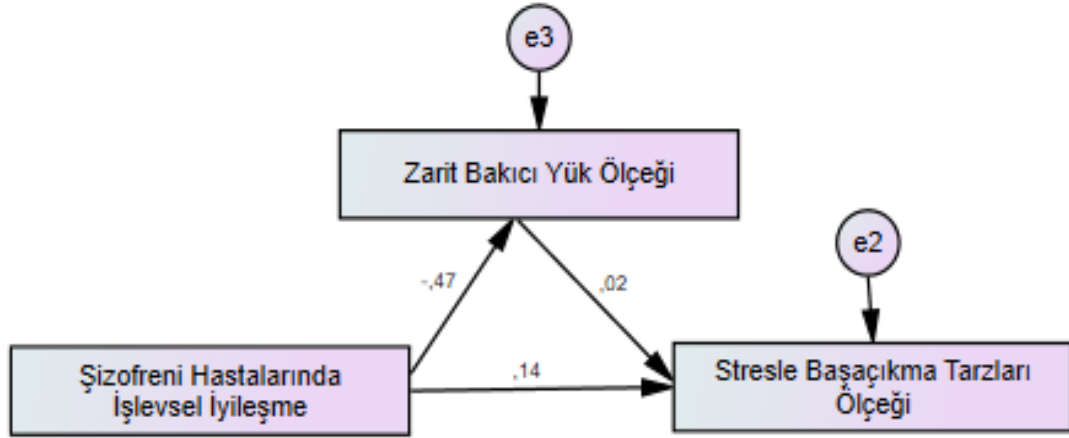 e3
Zarit Bakıcı Yük Ölçeği
e2
-,47
,02
Şizofreni Hastalarında
İşlevsel İyileşme
,14
Stresle Başaçıkma Tarzları
Ölçeği